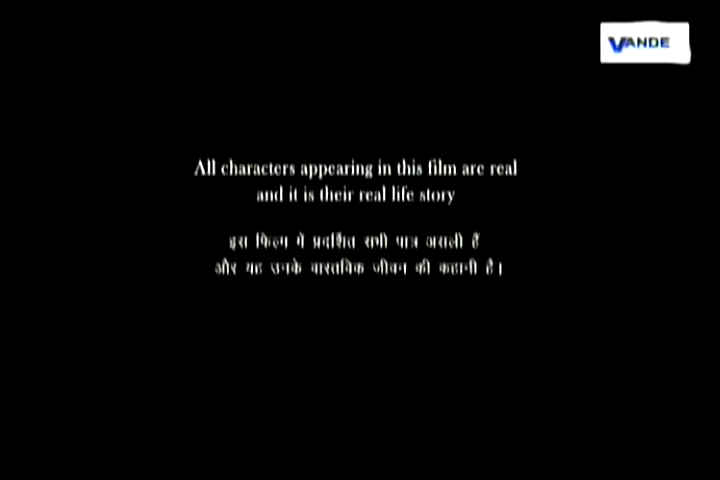 VANDE
All characters appearing in this film are real
and it is their real life story
इस फिल्म में प्रदर्शित सभी पात्र असली हैं
और यह उनके वास्तविक जीवन की कहानी है।